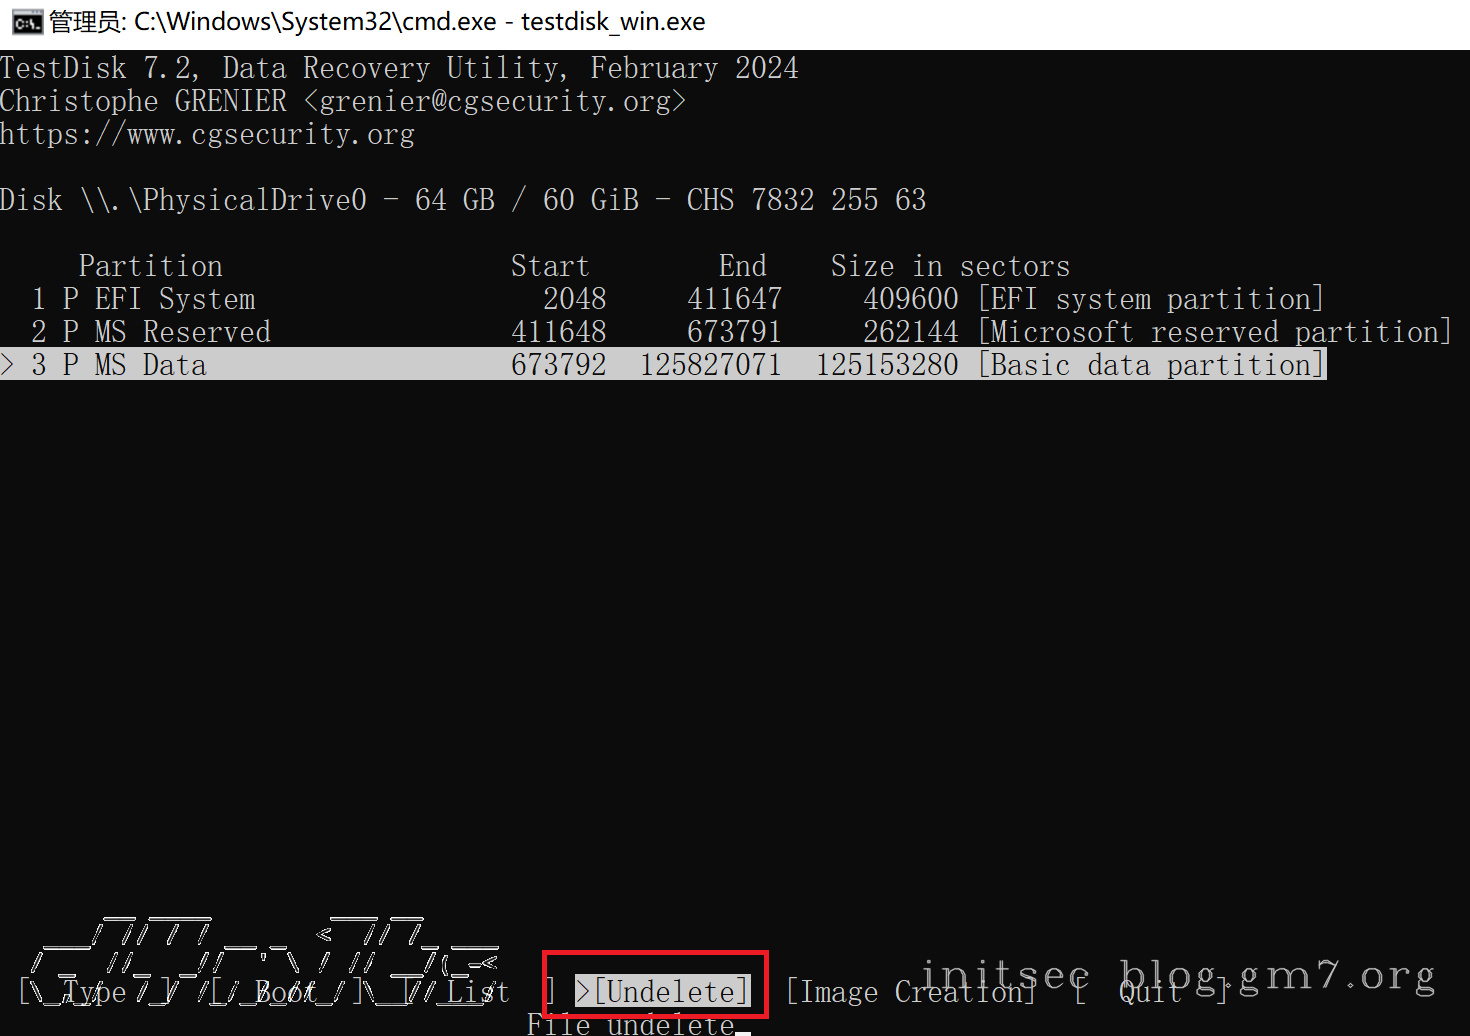 管理员: C:\Windows\System32\cmd.exe - testdisk_win.exe
TestDisk 7.2, Data Recovery Utility, February 2024
Christophe GRENIER <grenier@cgsecurity.org>
https://www.cgsecurity.org
Disk \\.\PhysicalDrive0 - 64 GB / 60 GiB - CHS 7832 255 63
Partition Start End Size in sectors
1 P EFI System 2048 411647 409600 [EFI system partition]
2 P MS Reserved 411648 673791 262144 [Microsoft reserved partition]
> 3 P MS Data 673792 125827071 125153280 [Basic data partition]
initsec blog.gm7.org
[ Type ] [ Boot ] [ List ] >[Undelete] [Image Creation] [ Quit ]
File undelete